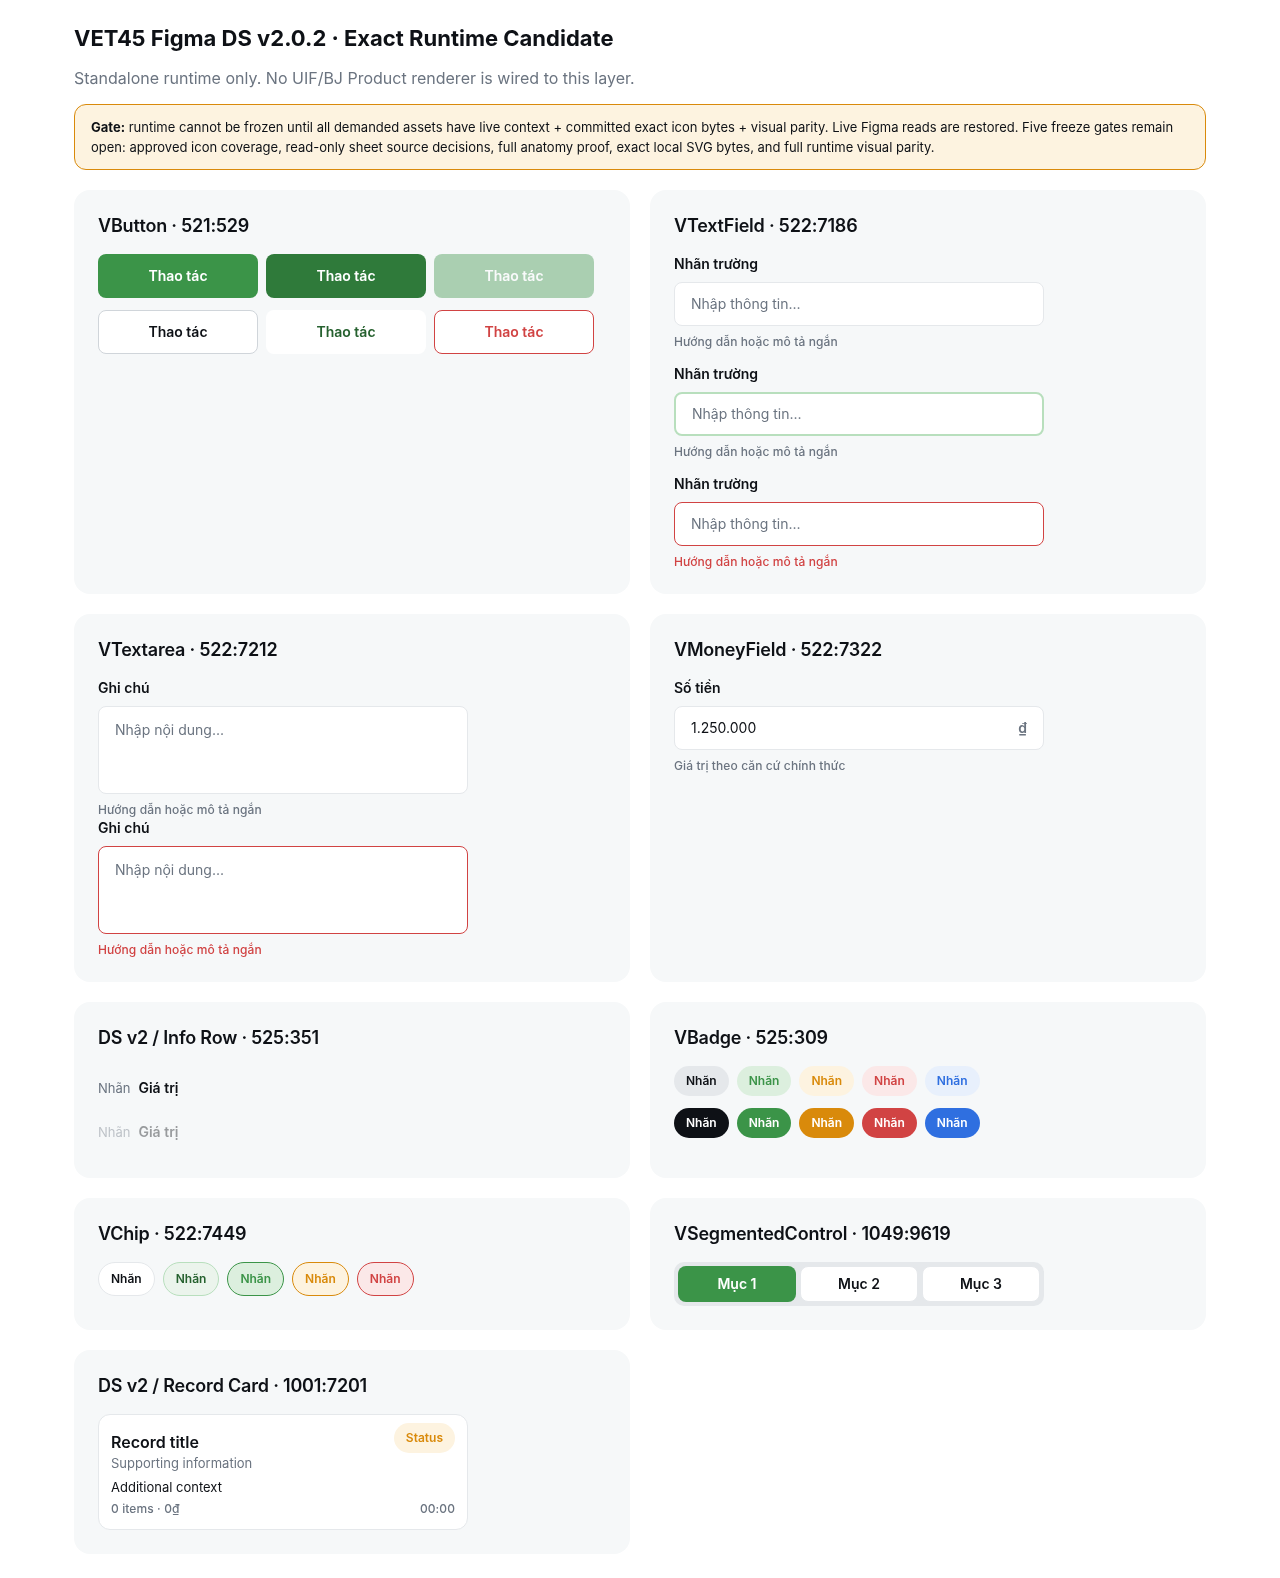 VET45 Figma DS v2.0.2 · Exact Runtime Candidate
Standalone runtime only. No UIF/BJ Product renderer is wired to this layer.
Gate: runtime cannot be frozen until all demanded assets have live context + committed exact icon bytes + visual parity. Live Figma reads are restored. Five freeze gates remain
open: approved icon coverage, read-only sheet source decisions, full anatomy proof, exact local SVG bytes, and full runtime visual parity.
VButton · 521:529
Thao tác Thao tác Thao tác
Thao tác Thao tác Thao tác
VTextField · 522:7186
Nhãn trường
Nhập thông tin...
Hướng dẫn hoặc mô tả ngắn
Nhãn trường
Nhập thông tin...
Hướng dẫn hoặc mô tả ngắn
Nhãn trường
Nhập thông tin...
Hướng dẫn hoặc mô tả ngắn
VTextarea · 522:7212
Ghi chú
Nhập nội dung...
Hướng dẫn hoặc mô tả ngắn
Ghi chú
Nhập nội dung...
Hướng dẫn hoặc mô tả ngắn
VMoneyField · 522:7322
Số tiền
1.250.000 ₫
Giá trị theo căn cứ chính thức
DS v2 / Info Row · 525:351
Nhãn Giá trị
Nhãn Giá trị
VBadge · 525:309
Nhãn Nhãn Nhãn Nhãn Nhãn
Nhãn Nhãn Nhãn Nhãn Nhãn
VChip · 522:7449
Nhãn Nhãn Nhãn Nhãn Nhãn
VSegmentedControl · 1049:9619
Mục 1 Mục 2 Mục 3
DS v2 / Record Card · 1001:7201
Record title Status
Supporting information
Additional context
0 items · 0₫ 00:00